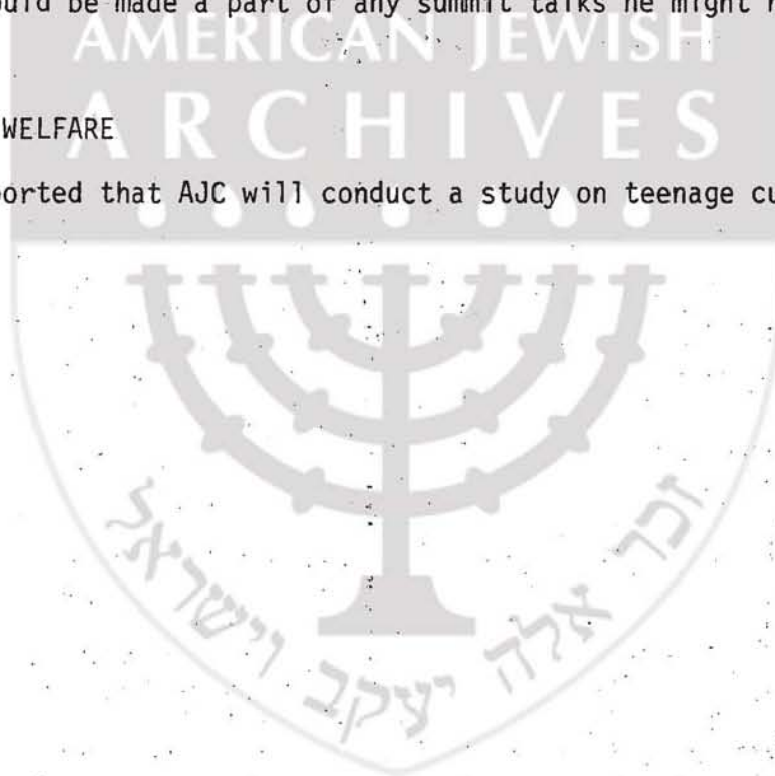 ould be made a part of any summit talks he might h
AMERICAN JEWISH
WELFARE
ARCHIVES
ported that AJC will conduct a study on teenage cu
זכר אלה יעקב וישראל